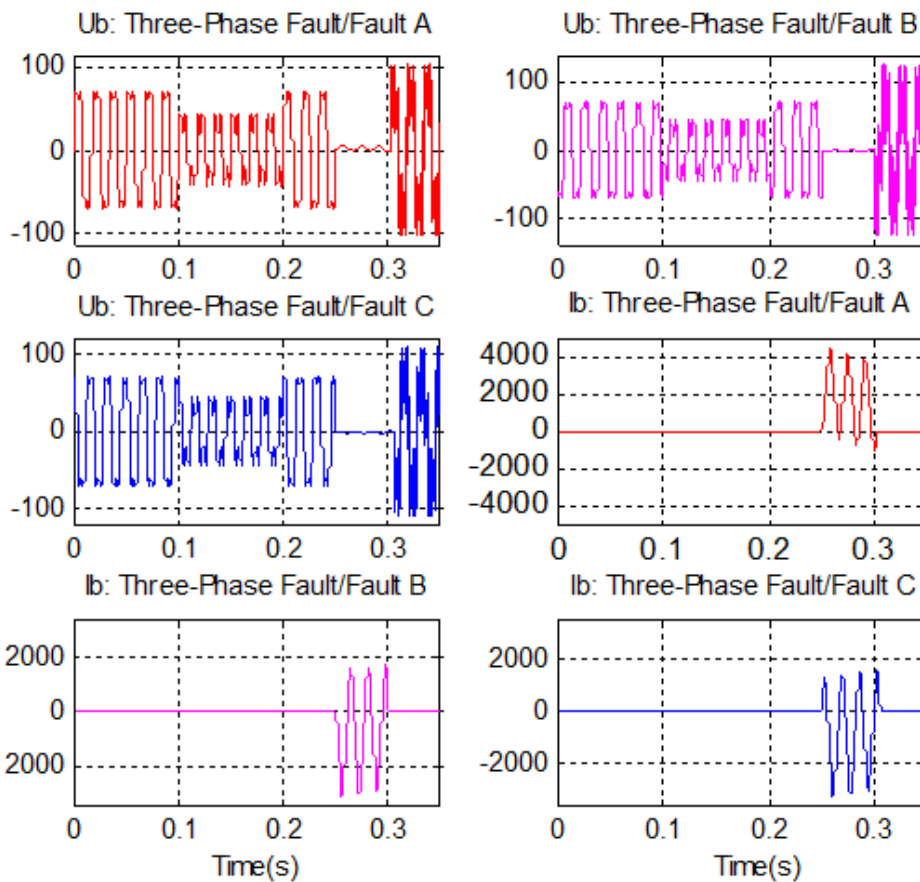 Ub: Three-Phase Fault/Fault A
Ub: Three-Phase Fault/Fault B
100
0
-100
0 0.1 0.2 0.3
100
0
-100
0 0.1 0.2 0.3
Ub: Three-Phase Fault/Fault C
Ib: Three-Phase Fault/Fault A
100
0
-100
0 0.1 0.2 0.3
4000
2000
0
-2000
-4000
0 0.1 0.2 0.3
Ib: Three-Phase Fault/Fault B
Ib: Three-Phase Fault/Fault C
2000
0
2000
0 0.1 0.2 0.3
Time(s)
2000
0
-2000
0 0.1 0.2 0.3
Time(s)